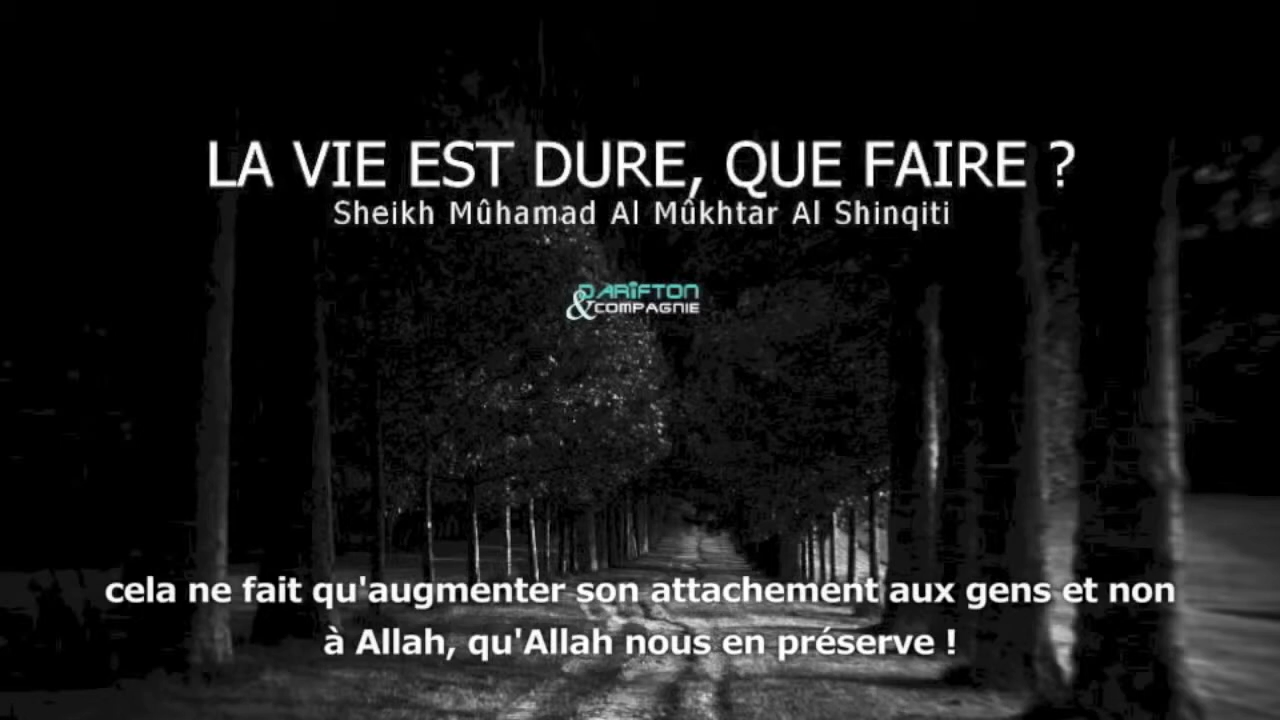 LA VIE EST DURE, QUE FAIRE ?
Sheikh Mûhamad Al Mûkhtar Al Shinqiti
DARIFTON
&COMPAGNIE
cela ne fait qu'augmenter son attachement aux gens et non
à Allah, qu'Allah nous en préserve !